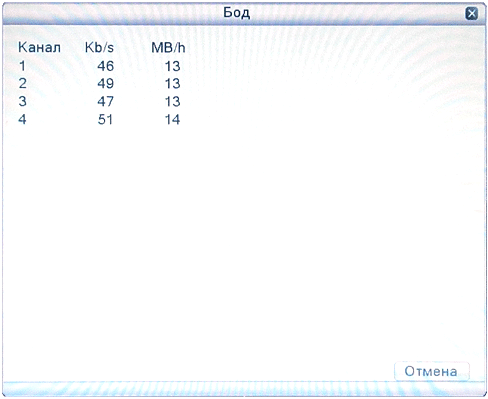 Бод
Канал Kb/s MB/h
1 46 13
2 49 13
3 47 13
4 51 14
Отмена